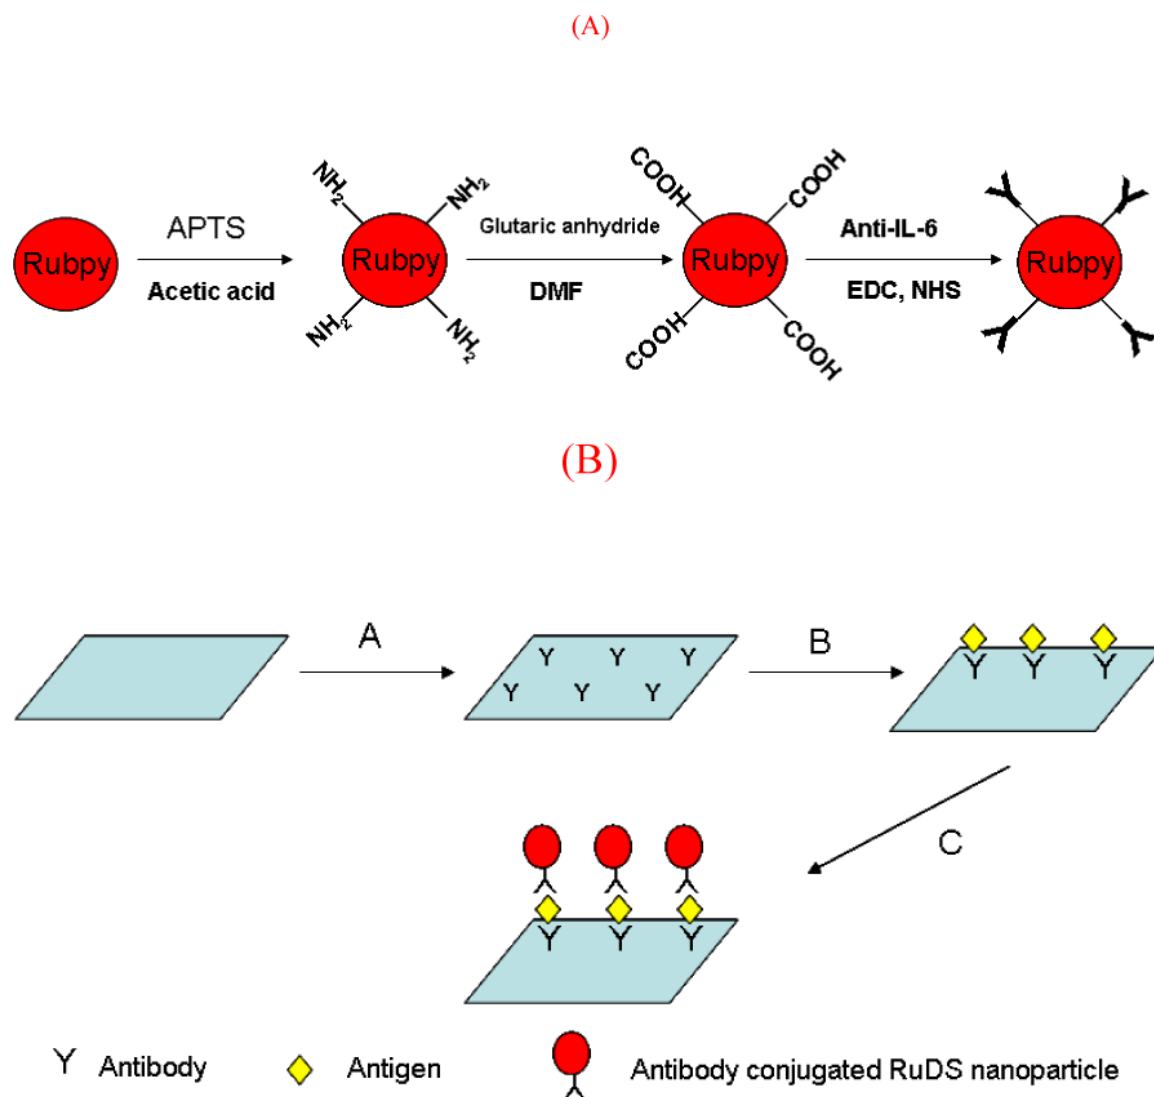 (A)
NH₂ NH₂ COOH COOH
APTS Glutaric anhydride Anti-IL-6
Rubpy Rubpy Rubpy Rubpy
Acetic acid DMF EDC, NHS
NH₂ NH₂ COOH COOH
(B)
A B
Y Y Y Y Y Y
Y Y Y
C
Y Y Y
Y Antibody Antigen Antibody conjugated RuDS nanoparticle